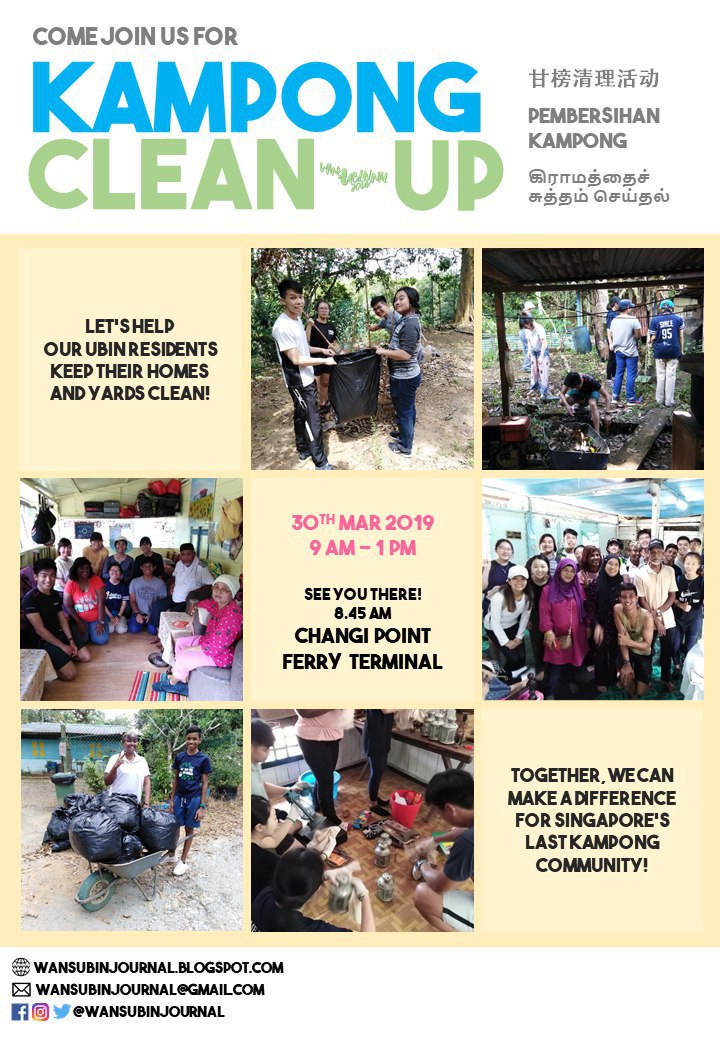 COME JOIN US FOR
KAMPONG
CLEAN-UP
甘榜清理活动
PEMBERSIHAN
KAMPONG
கிராமத்தைச்
சுத்தம் செய்தல்
LET'S HELP
OUR UBIN RESIDENTS
KEEP THEIR HOMES
AND YARDS CLEAN!
SINCE
95
30TH MAR 2019
9 AM – 1 PM
SEE YOU THERE!
8.45 AM
CHANGI POINT
FERRY TERMINAL
TOGETHER, WE CAN
MAKE A DIFFERENCE
FOR SINGAPORE'S
LAST KAMPONG
COMMUNITY!
WANSUBINJOURNAL.BLOGSPOT.COM
WANSUBINJOURNAL@GMAIL.COM
@WANSUBINJOURNAL